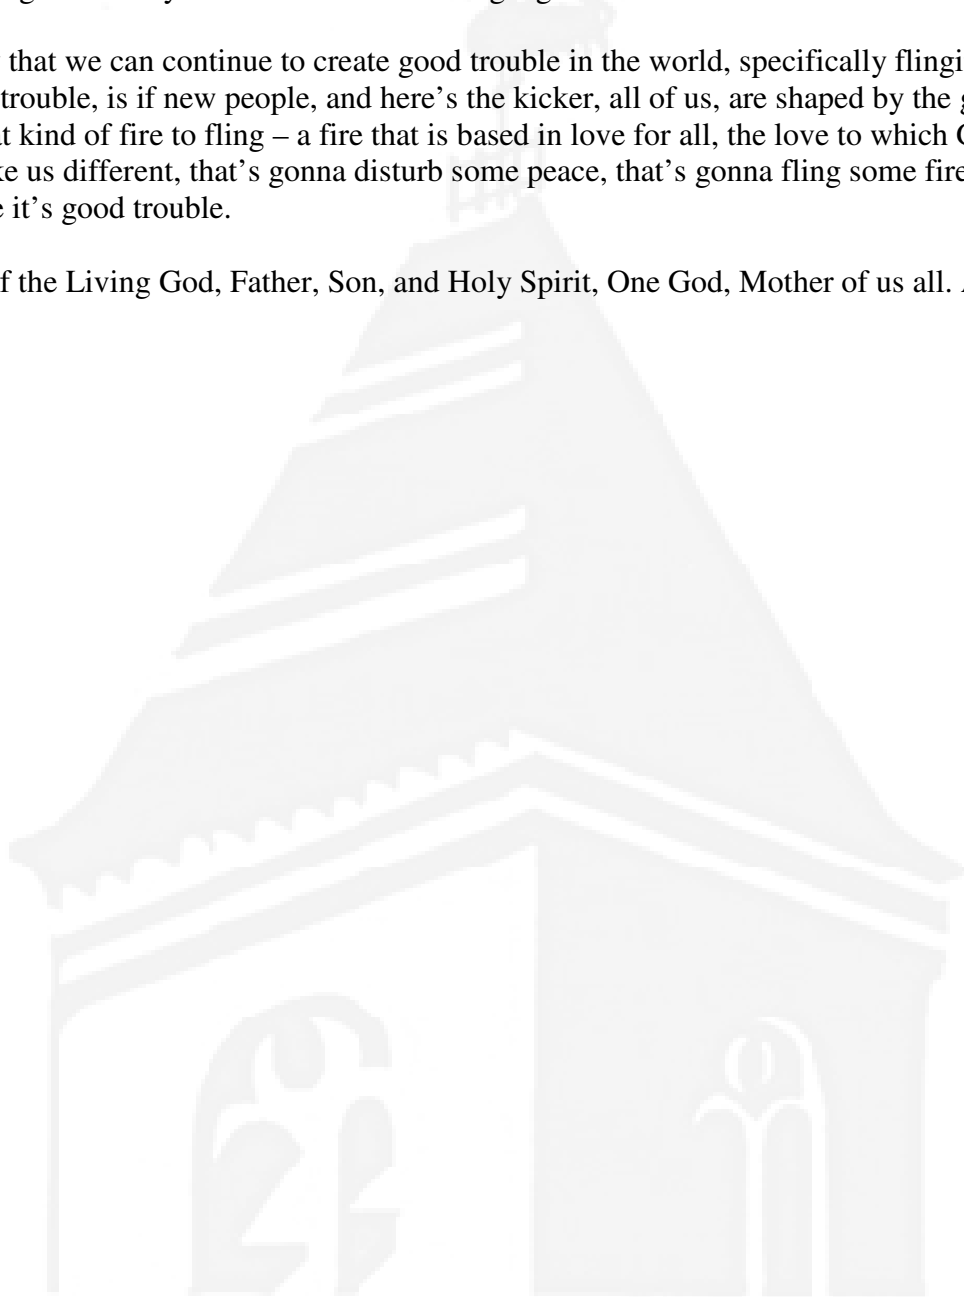 that we can continue to create good trouble in the world, specifically
trouble, is if new people, and here’s the kicker, all of us, are shaped by the
kind of fire to fling – a fire that is based in love for all, the love to which
us different, that’s gonna disturb some peace, that’s gonna fling some fire
it’s good trouble.
the Living God, Father, Son, and Holy Spirit, One God, Mother of us all.